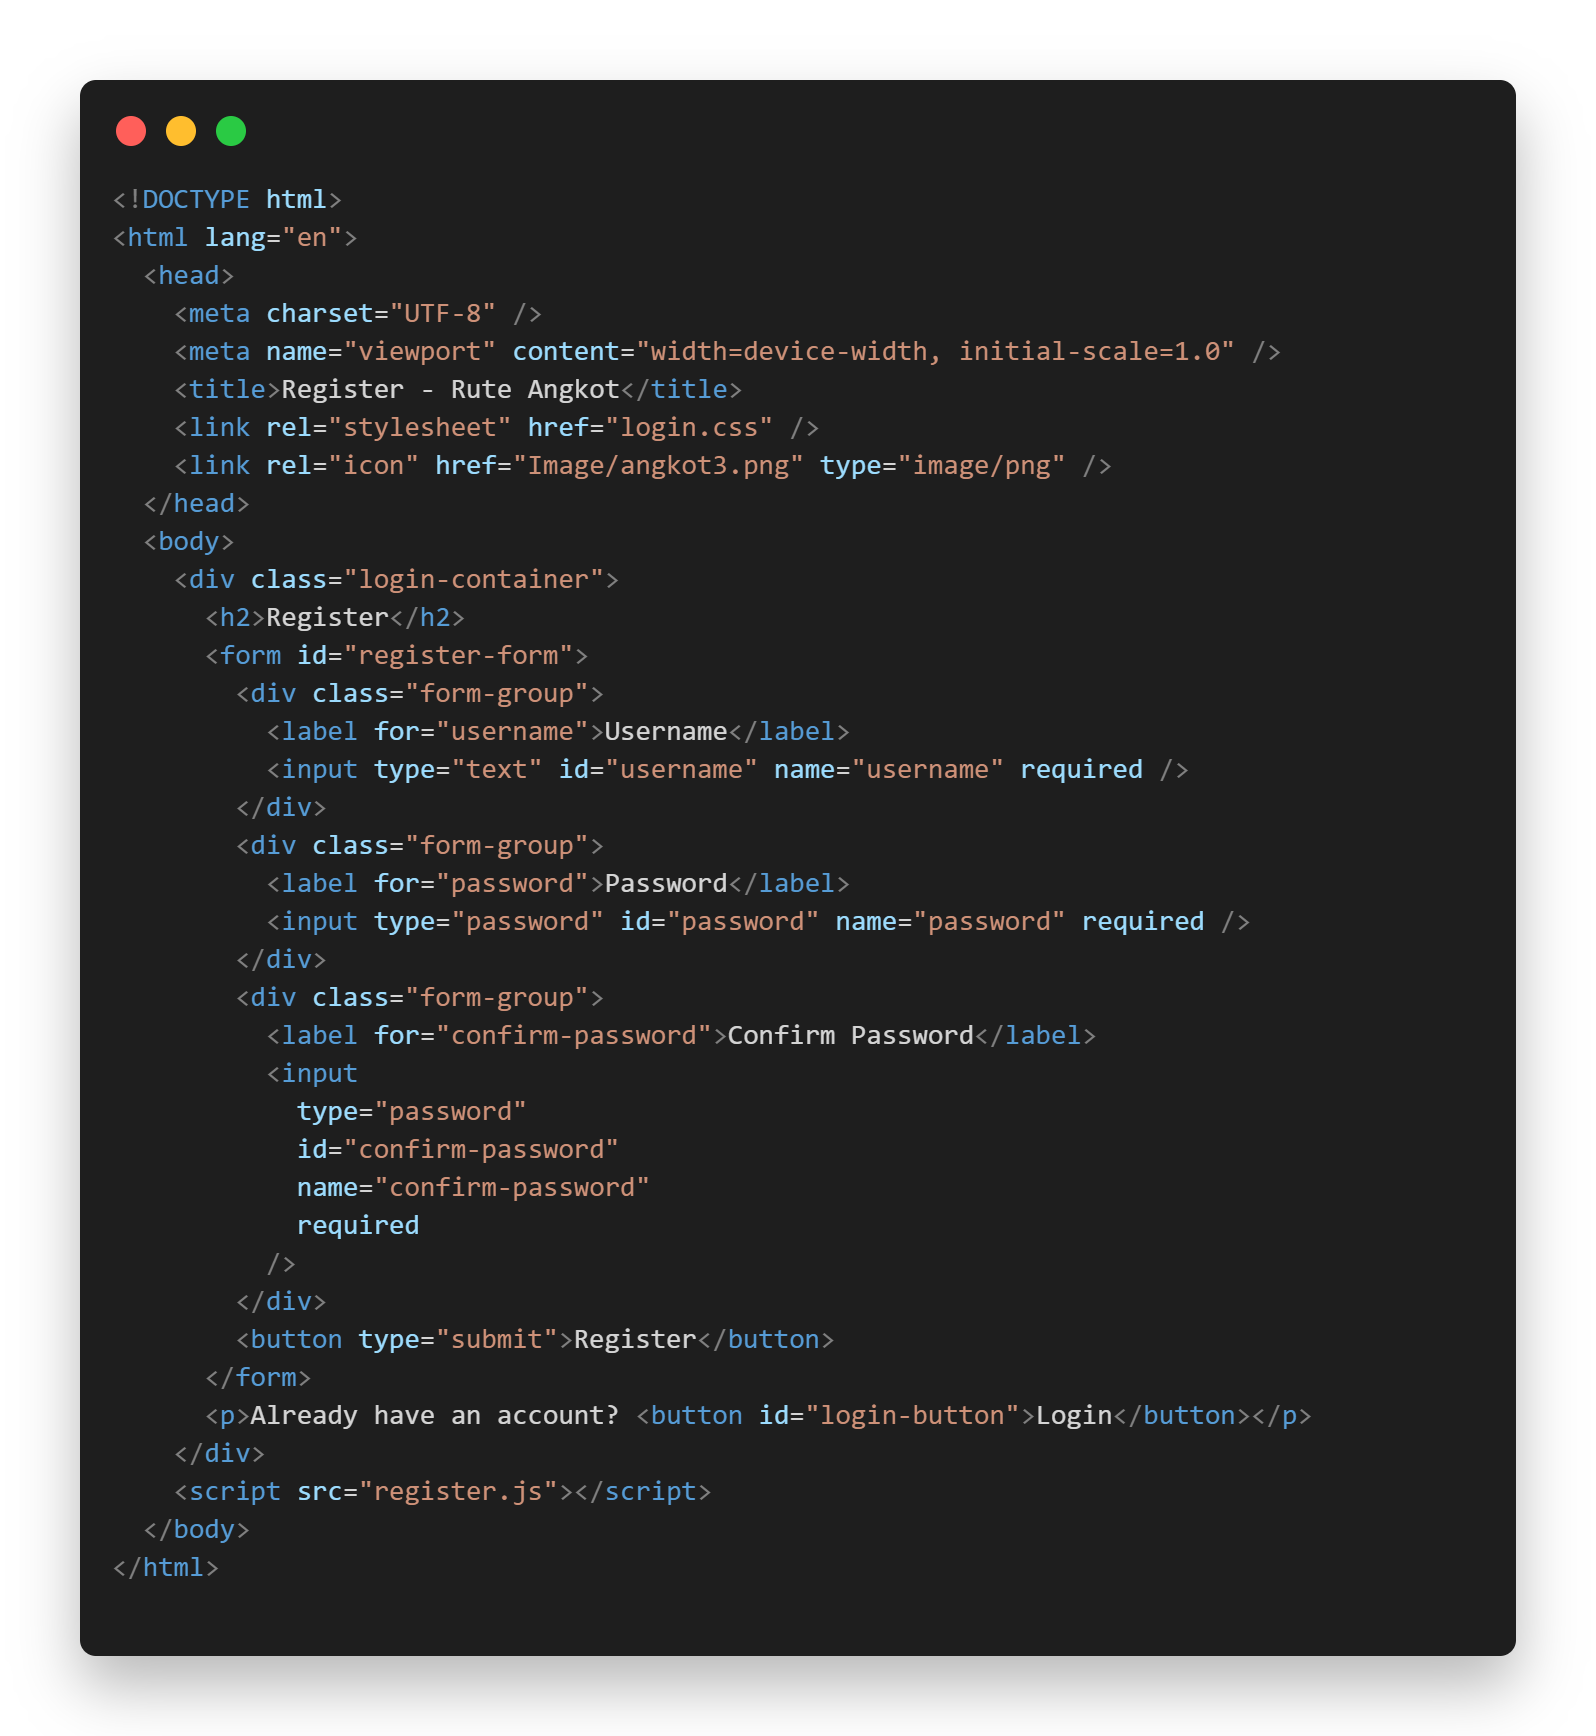 <!DOCTYPE html>
<html lang="en">
  <head>
    <meta charset="UTF-8" />
    <meta name="viewport" content="width=device-width, initial-scale=1.0" />
    <title>Register - Rute Angkot</title>
    <link rel="stylesheet" href="login.css" />
    <link rel="icon" href="Image/angkot3.png" type="image/png" />
  </head>
  <body>
    <div class="login-container">
      <h2>Register</h2>
      <form id="register-form">
        <div class="form-group">
          <label for="username">Username</label>
          <input type="text" id="username" name="username" required />
        </div>
        <div class="form-group">
          <label for="password">Password</label>
          <input type="password" id="password" name="password" required />
        </div>
        <div class="form-group">
          <label for="confirm-password">Confirm Password</label>
          <input
            type="password"
            id="confirm-password"
            name="confirm-password"
            required
          />
        </div>
        <button type="submit">Register</button>
      </form>
      <p>Already have an account? <button id="login-button">Login</button></p>
    </div>
    <script src="register.js"></script>
  </body>
</html>